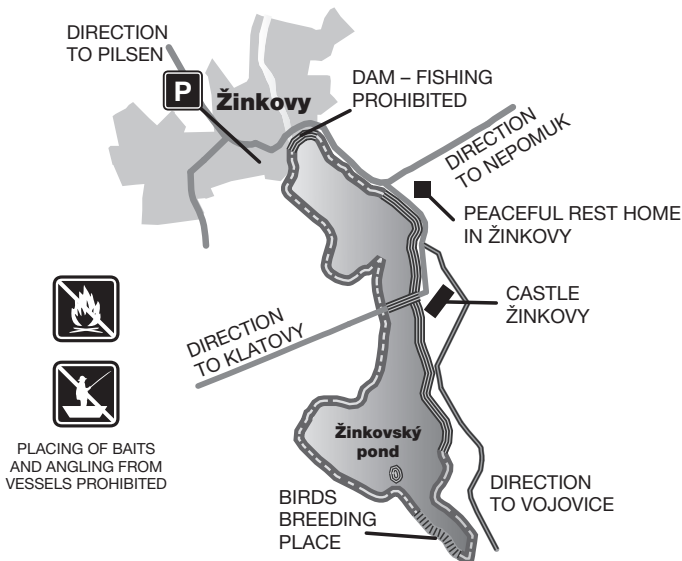 DIRECTION
TO PILSEN
P
Žinkovy
DAM – FISHING
PROHIBITED
DIRECTION
TO NEPOMUK
PEACEFUL REST HOME
IN ŽINKOVY
CASTLE
ŽINKOVY
DIRECTION
TO KLATOVY
PLACING OF BAITS
AND ANGLING FROM
VESSELS PROHIBITED
Žinkovský
pond
BIRDS
BREEDING
PLACE
DIRECTION
TO VOJOVICE